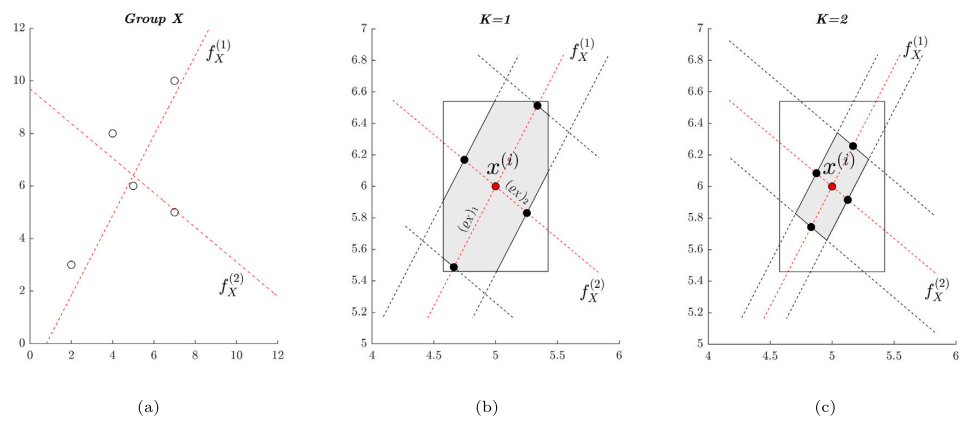 Group X
12
10
8
6
4
2
0
0 2 4 6 8 10 12
f_X^{(1)}
f_X^{(2)}
(a)
K=1
7
6.8
6.6
6.4
6.2
6
5.8
5.6
5.4
5.2
5
4 4.5 5 5.5 6
f_X^{(1)}
x^{(i)}
(ϱ_X)_1
(ϱ_X)_2
f_X^{(2)}
(b)
K=2
7
6.8
6.6
6.4
6.2
6
5.8
5.6
5.4
5.2
5
4 4.5 5 5.5 6
f_X^{(1)}
x^{(i)}
f_X^{(2)}
(c)